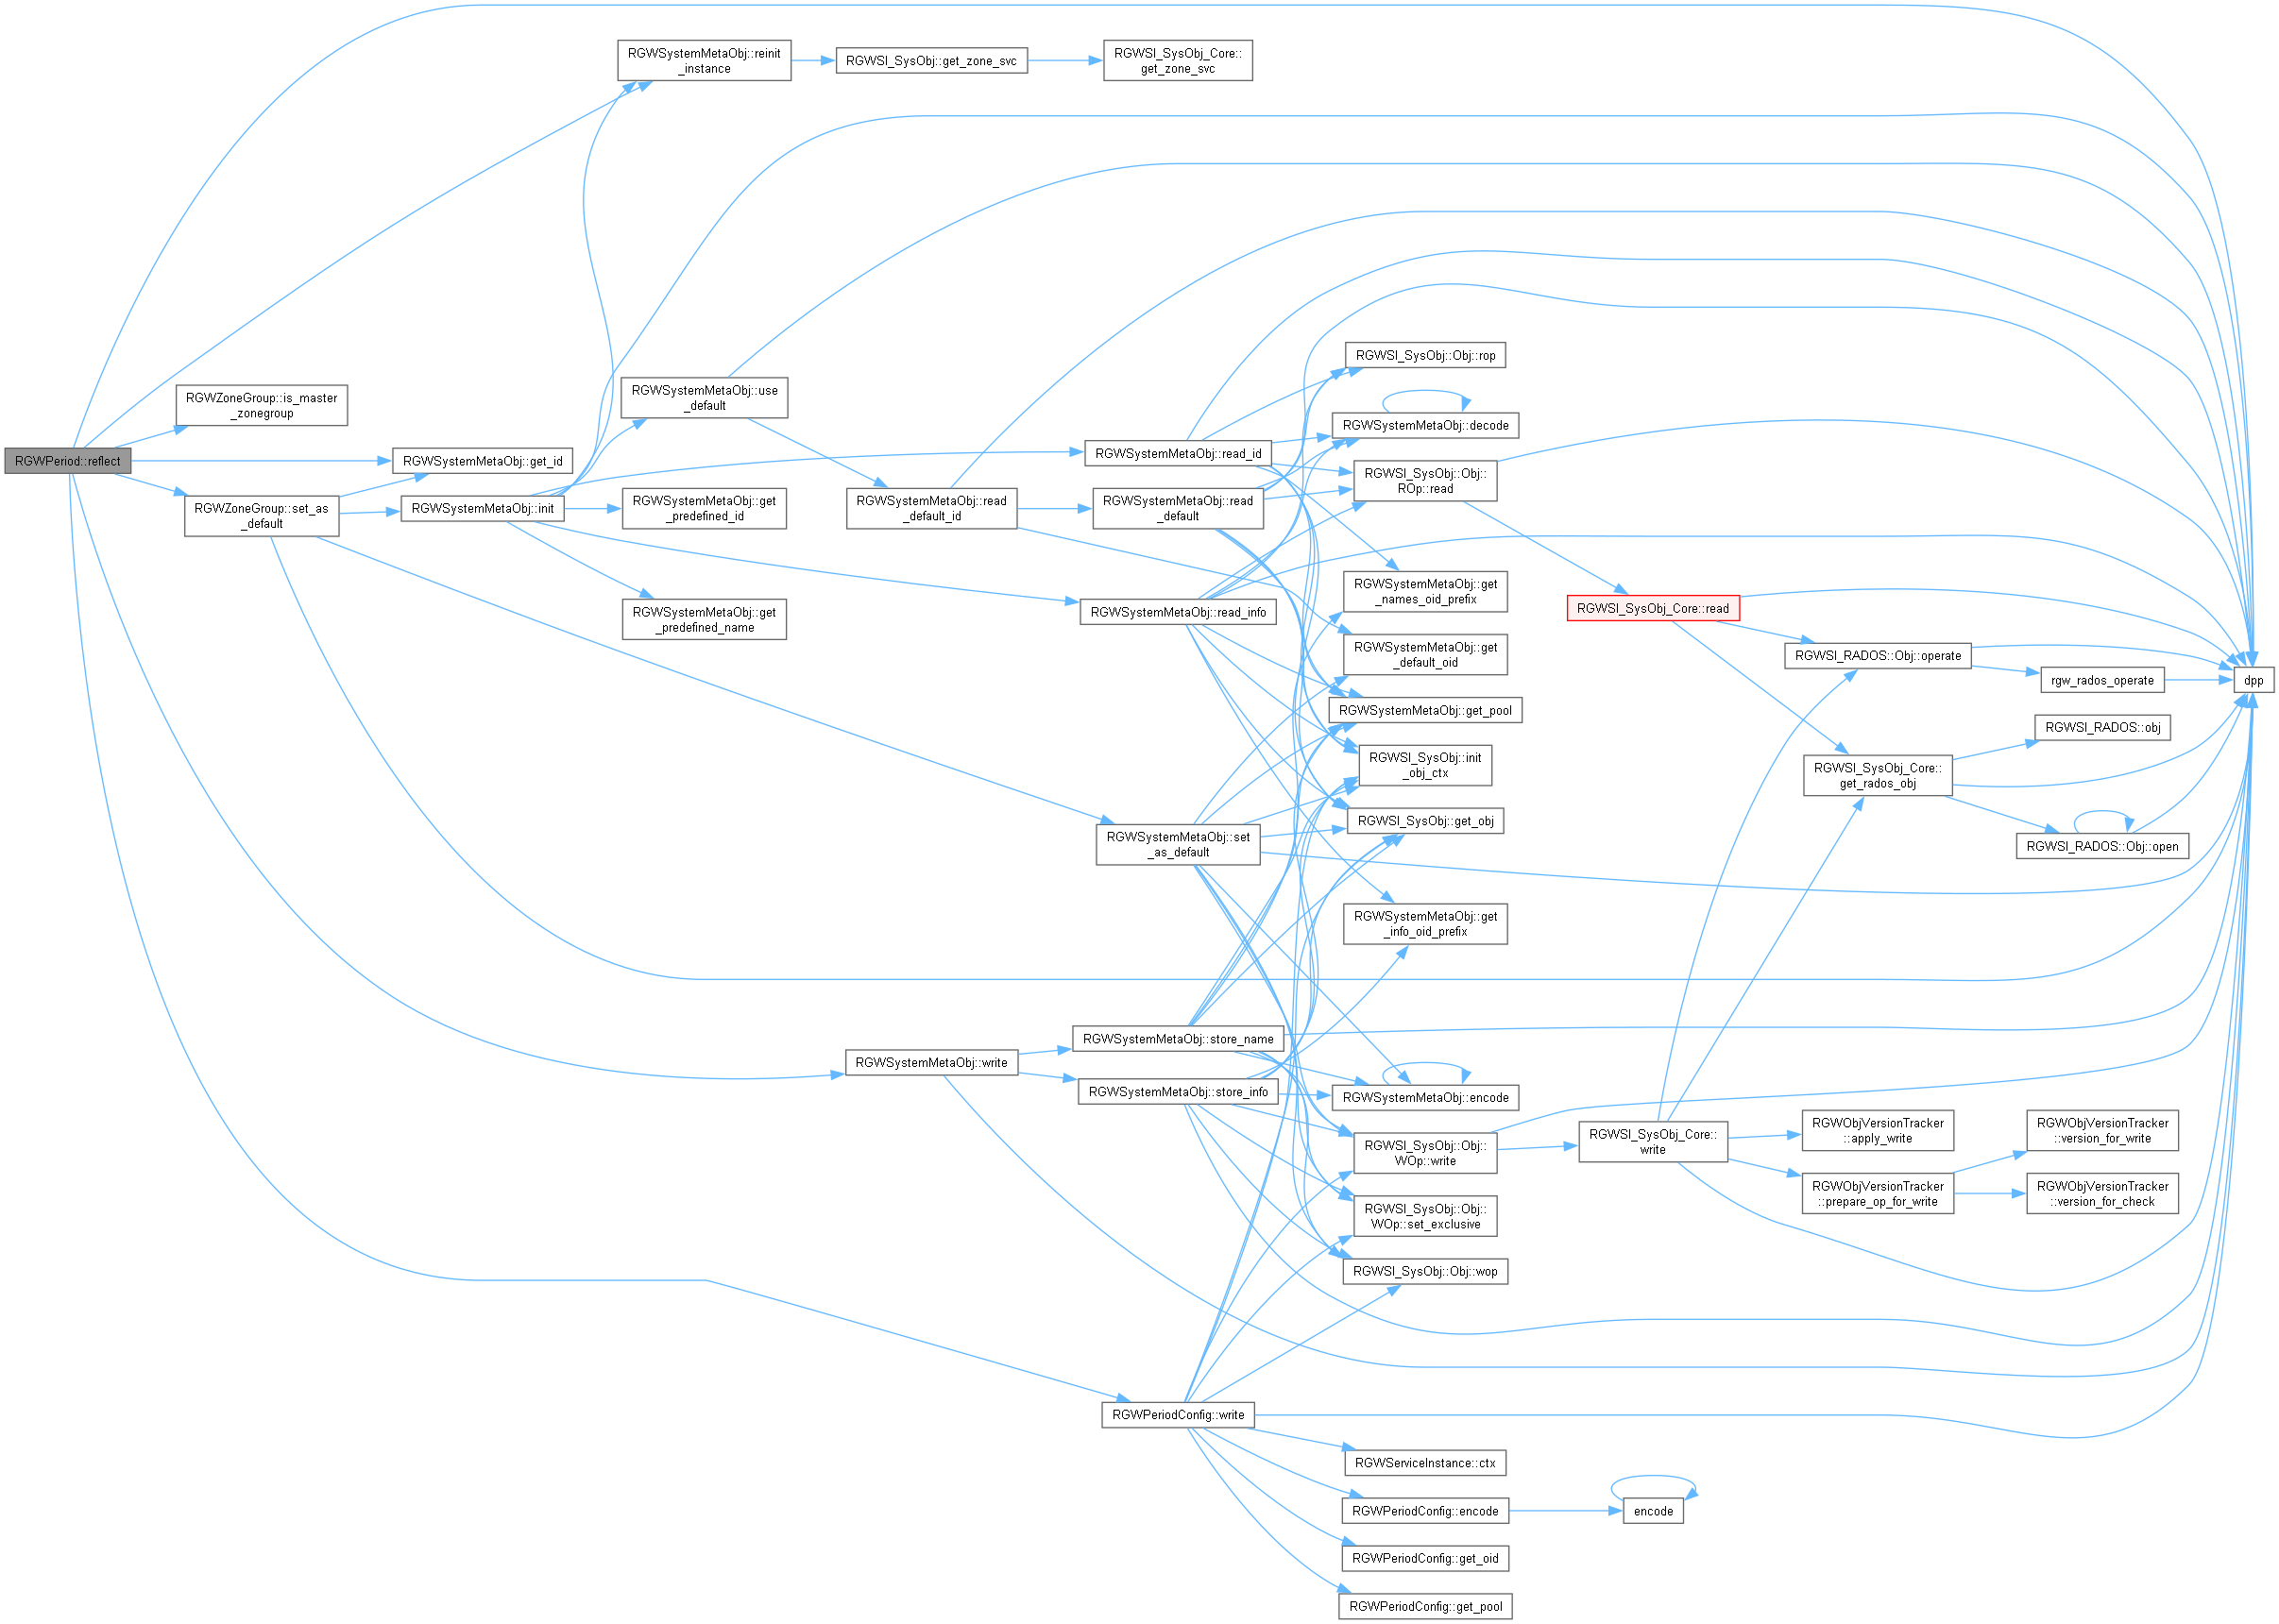 RGWPeriod::reflect
RGWSystemMetaObj::reinit
_instance
RGWSI_SysObj::get_zone_svc
RGWSI_SysObj_Core::
get_zone_svc
RGWZoneGroup::is_master
_zonegroup
RGWSystemMetaObj::get_id
RGWZoneGroup::set_as
_default
RGWSystemMetaObj::init
RGWSystemMetaObj::use
_default
RGWSystemMetaObj::get
_predefined_id
RGWSystemMetaObj::get
_predefined_name
RGWSystemMetaObj::read
_default_id
RGWSystemMetaObj::read_id
RGWSystemMetaObj::read
_default
RGWSystemMetaObj::read_info
RGWSystemMetaObj::set
_as_default
RGWSystemMetaObj::write
RGWSystemMetaObj::store_name
RGWSystemMetaObj::store_info
RGWPeriodConfig::write
RGWSI_SysObj::Obj::rop
RGWSystemMetaObj::decode
RGWSI_SysObj::Obj::
ROp::read
RGWSystemMetaObj::get
_names_oid_prefix
RGWSystemMetaObj::get
_default_oid
RGWSystemMetaObj::get_pool
RGWSI_SysObj::init
_obj_ctx
RGWSI_SysObj::get_obj
RGWSystemMetaObj::get
_info_oid_prefix
RGWSystemMetaObj::encode
RGWSI_SysObj::Obj::
WOp::write
RGWSI_SysObj::Obj::
WOp::set_exclusive
RGWSI_SysObj::Obj::wop
RGWServiceInstance::ctx
RGWPeriodConfig::encode
RGWPeriodConfig::get_oid
RGWPeriodConfig::get_pool
encode
RGWSI_SysObj_Core::read
RGWSI_SysObj_Core::
write
RGWSI_RADOS::Obj::operate
RGWSI_SysObj_Core::
get_rados_obj
RGWObjVersionTracker
::apply_write
RGWObjVersionTracker
::prepare_op_for_write
rgw_rados_operate
RGWSI_RADOS::obj
RGWSI_RADOS::Obj::open
RGWObjVersionTracker
::version_for_write
RGWObjVersionTracker
::version_for_check
dpp